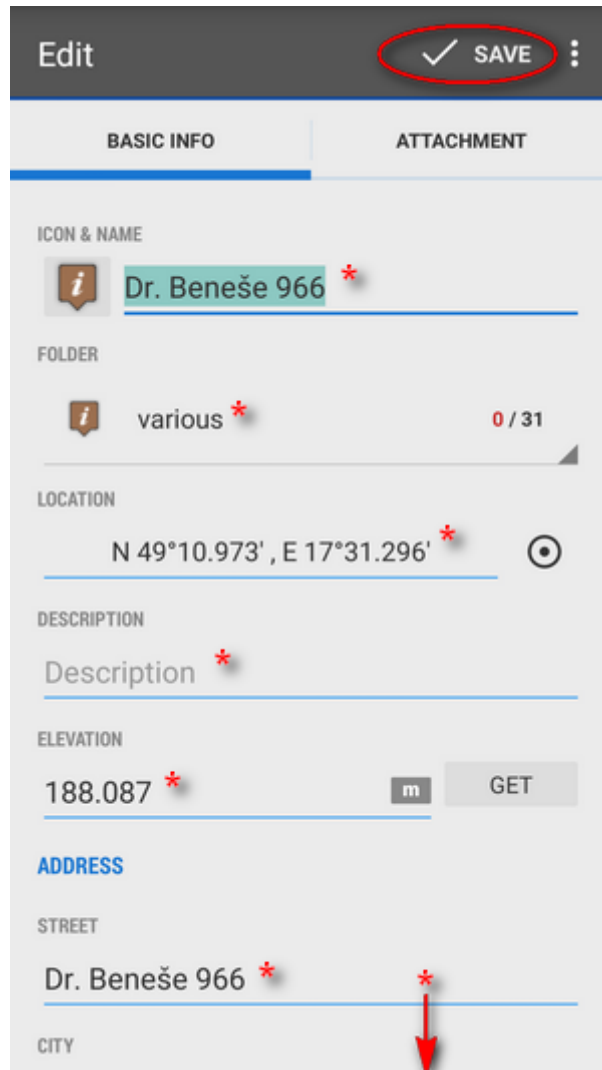 Edit SAVE
BASIC INFO ATTACHMENT
ICON & NAME
Dr. Beneše 966 *
FOLDER
various * 0 / 31
LOCATION
N 49°10.973' , E 17°31.296' *
DESCRIPTION
Description *
ELEVATION
188.087 * m GET
ADDRESS
STREET
Dr. Beneše 966 * *
CITY